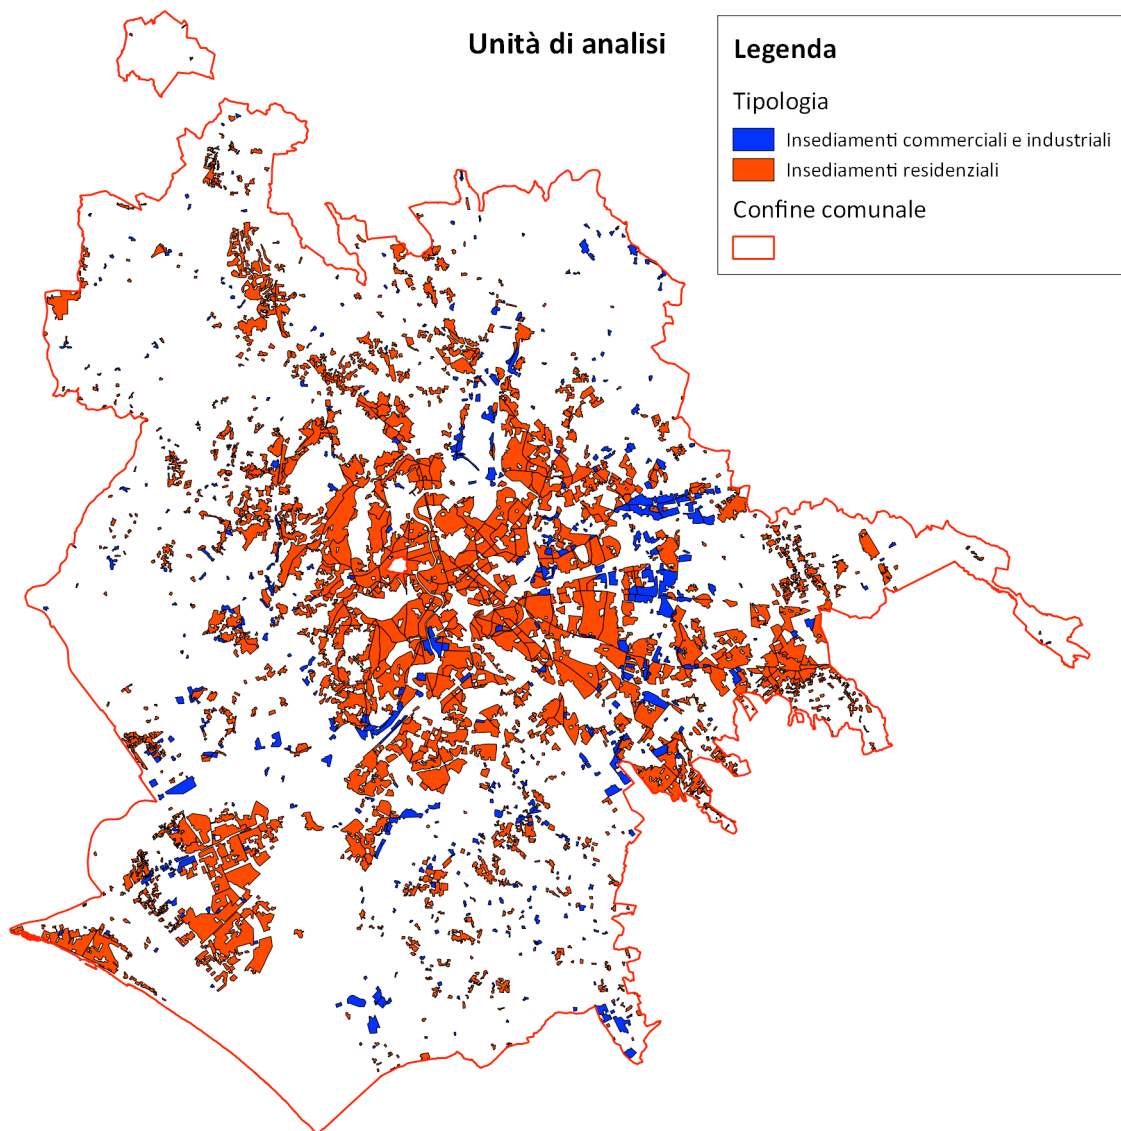 Unità di analisi
Legenda
Tipologia
Insediamenti commerciali e industriali
Insediamenti residenziali
Confine comunale